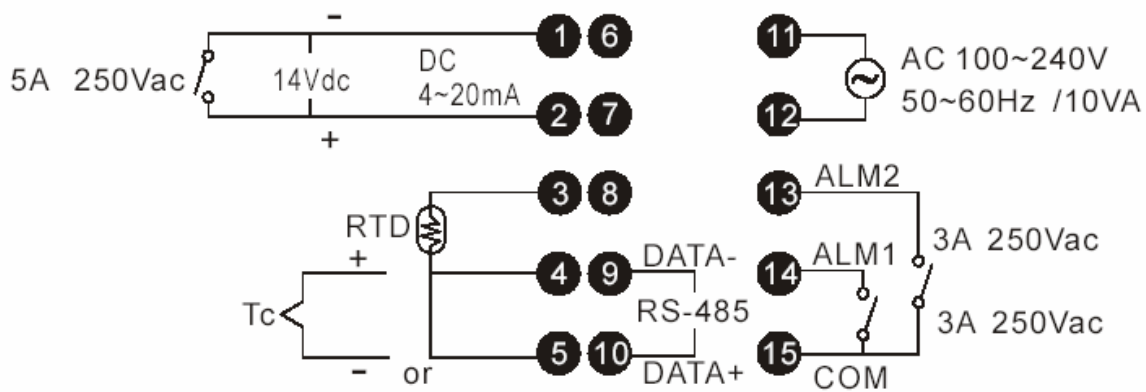 −
1 6
11
5A 250Vac
14Vdc
DC
4~20mA
AC 100~240V
50~60Hz /10VA
2 7
12
+
3 8
13 ALM2
RTD
+
4 9 DATA-
14 ALM1
3A 250Vac
Tc
RS-485
3A 250Vac
− or
5 10 DATA+
15 COM